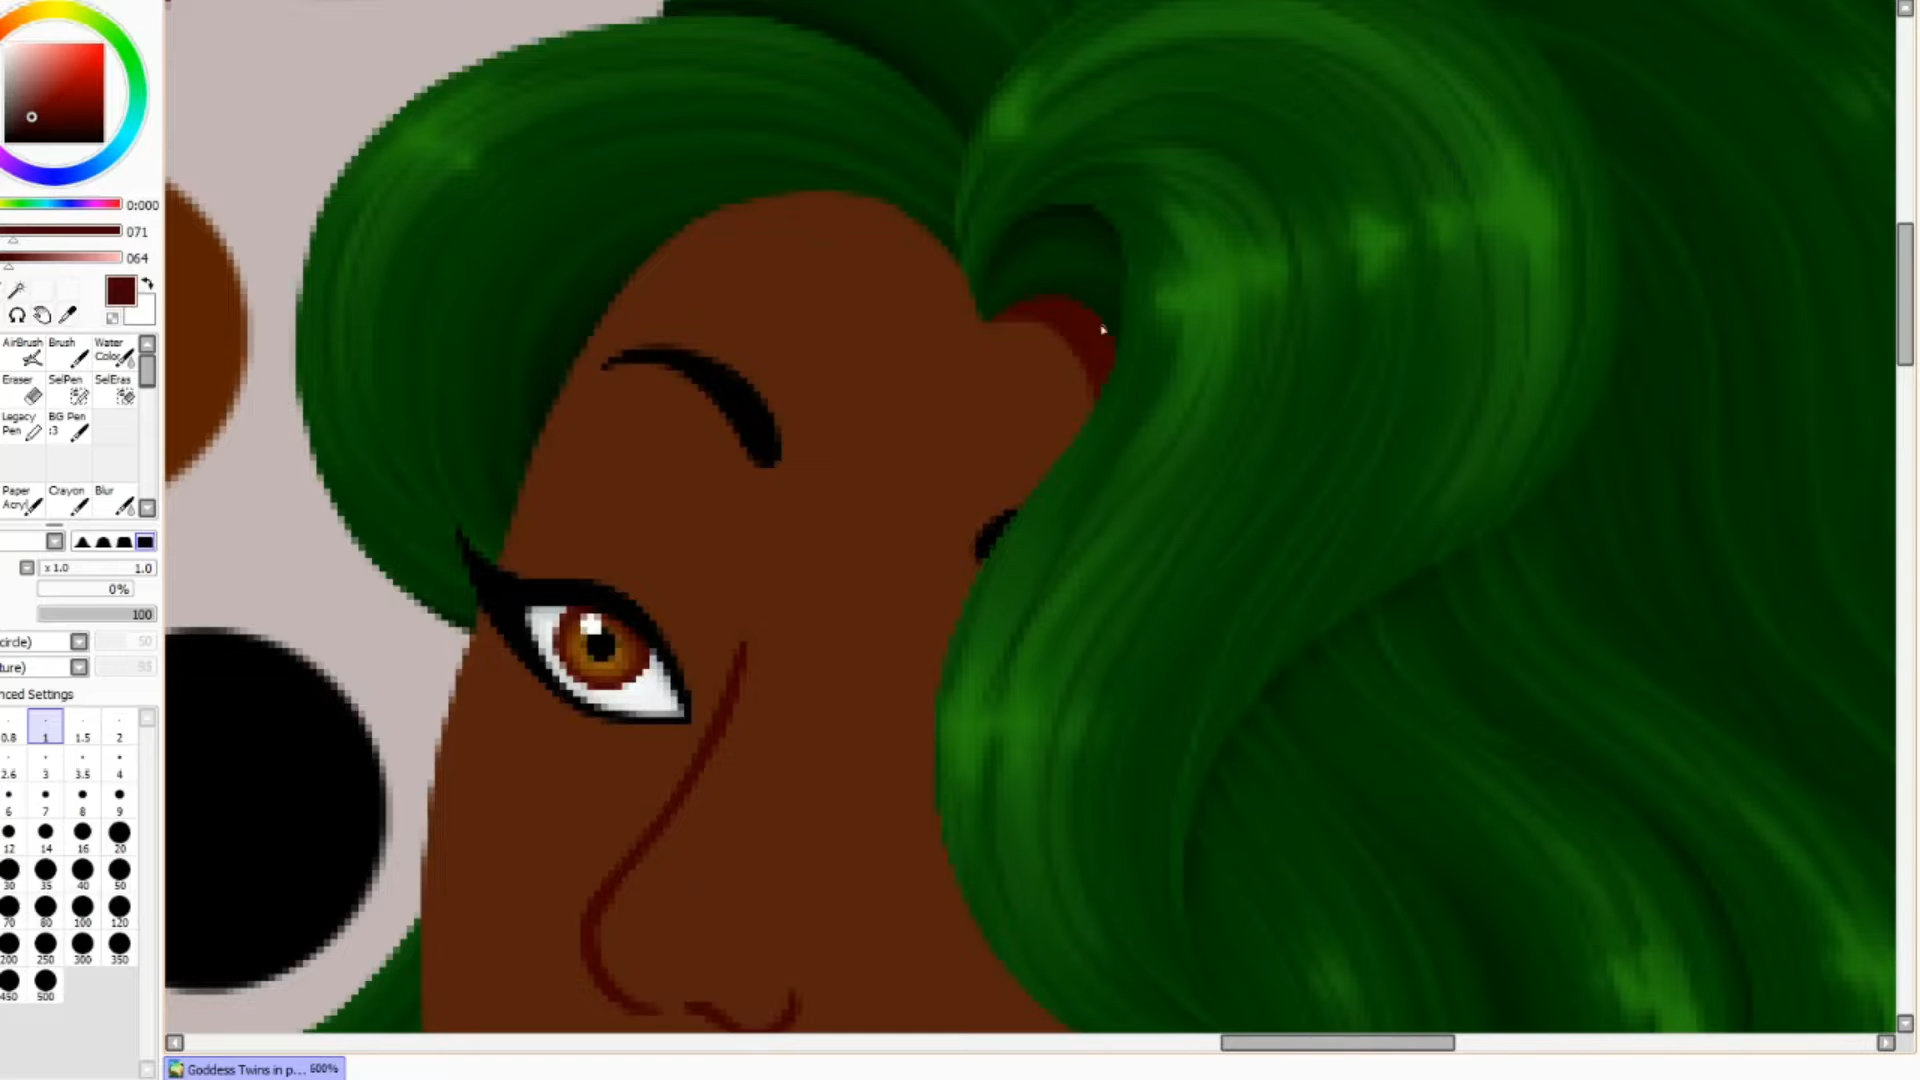 0:000
071
064
AirBrush Brush Water
Color
Eraser SelPen SelEras
Legacy BG Pen
Pen :3
Paper Crayon Blur
Acryl
x 1.0 1.0
0%
100
circle) 50
ture) 95
nced Settings
0.8 1 1.5 2
2.6 3 3.5 4
6 7 8 9
12 14 16 20
30 35 40 50
70 80 100 120
200 250 300 350
450 500
Goddess Twins in p... 600%